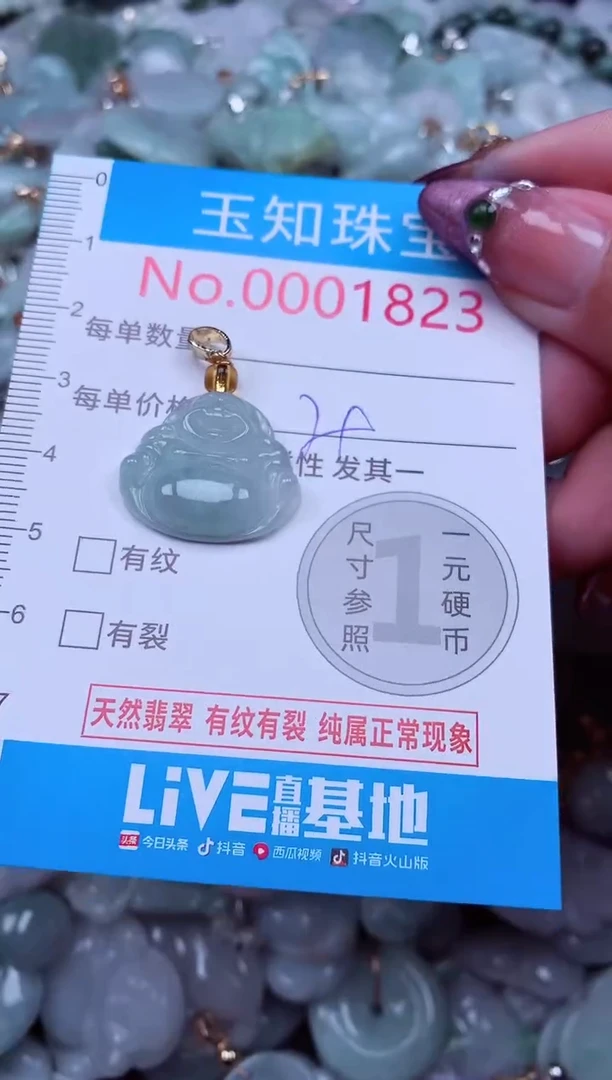 0
玉知珠宝
No.0001823
1
2
每单数量
3
每单价格
4
性 发其一
尺寸参照
1
一元硬币
5
有纹
6
有裂
7
天然翡翠 有纹有裂 纯属正常现象
LiVE直播基地
头条 今日头条 抖音 西瓜视频 抖音火山版